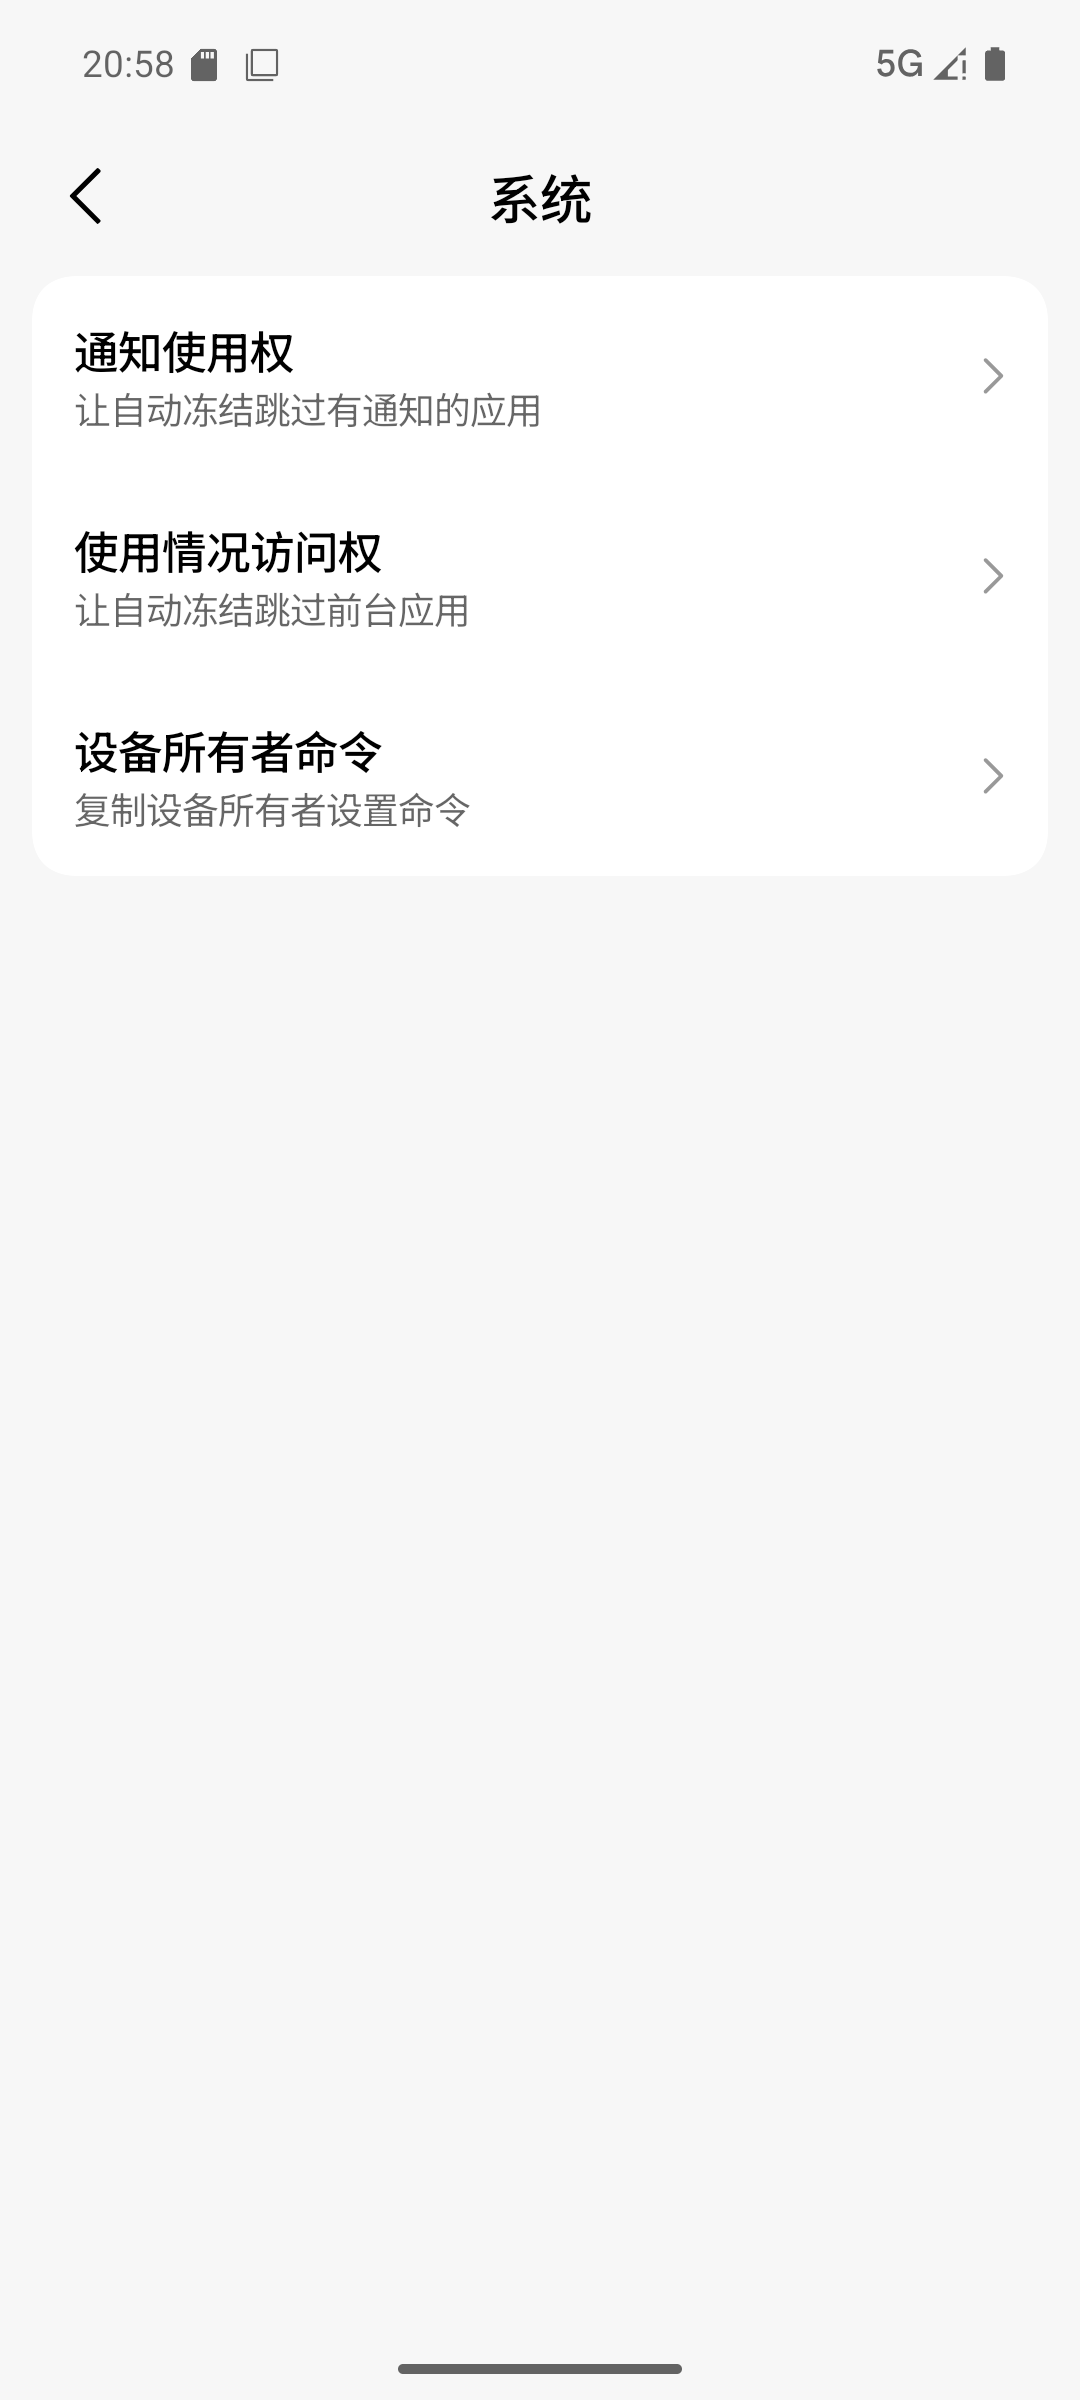 20:58
5G
系统
通知使用权
让自动冻结跳过有通知的应用
使用情况访问权
让自动冻结跳过前台应用
设备所有者命令
复制设备所有者设置命令